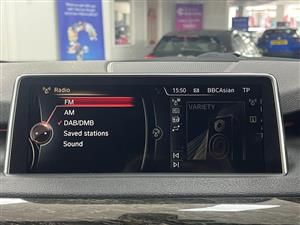 Radio 15:50 BBCAsian TP
FM
AM
DAB/DMB
Saved stations
Sound
VARIETY